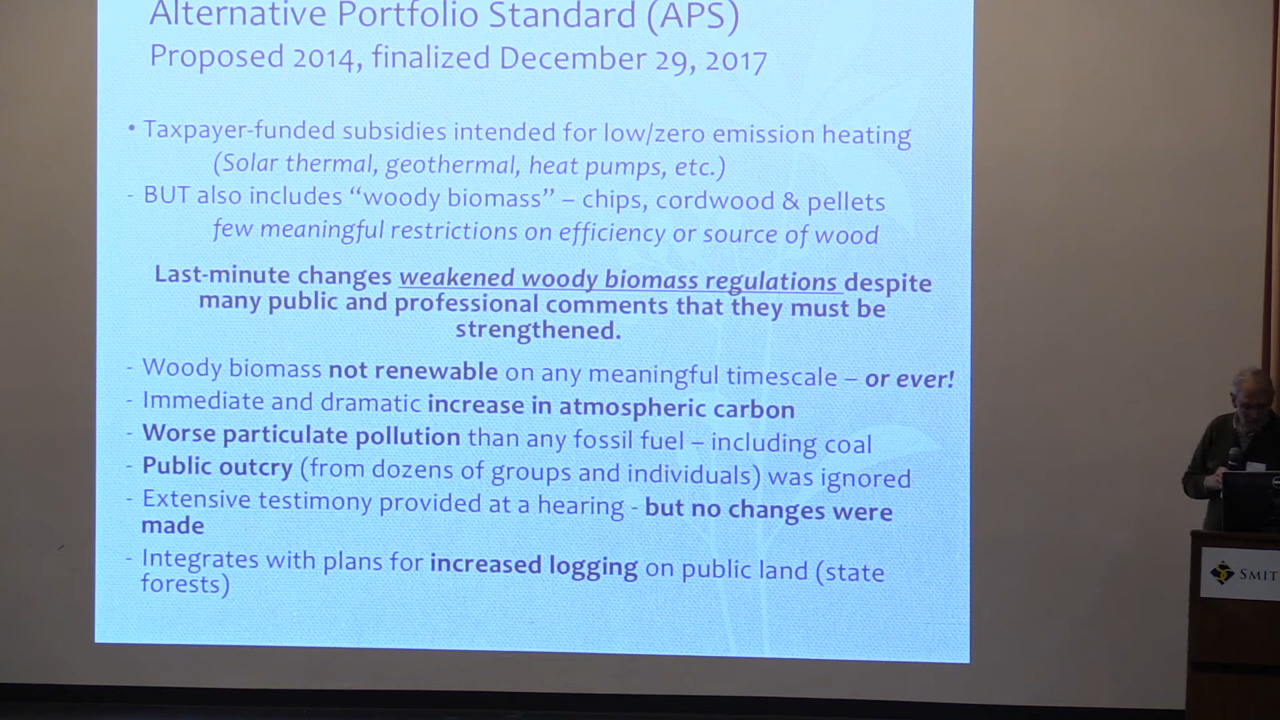 Alternative Portfolio Standard (APS)
Proposed 2014, finalized December 29, 2017
• Taxpayer-funded subsidies intended for low/zero emission heating
(Solar thermal, geothermal, heat pumps, etc.)
- BUT also includes “woody biomass” – chips, cordwood & pellets
few meaningful restrictions on efficiency or source of wood
Last-minute changes weakened woody biomass regulations despite
many public and professional comments that they must be
strengthened.
- Woody biomass not renewable on any meaningful timescale – or ever!
- Immediate and dramatic increase in atmospheric carbon
- Worse particulate pollution than any fossil fuel – including coal
- Public outcry (from dozens of groups and individuals) was ignored
- Extensive testimony provided at a hearing - but no changes were
made
- Integrates with plans for increased logging on public land (state
forests)
SMIT